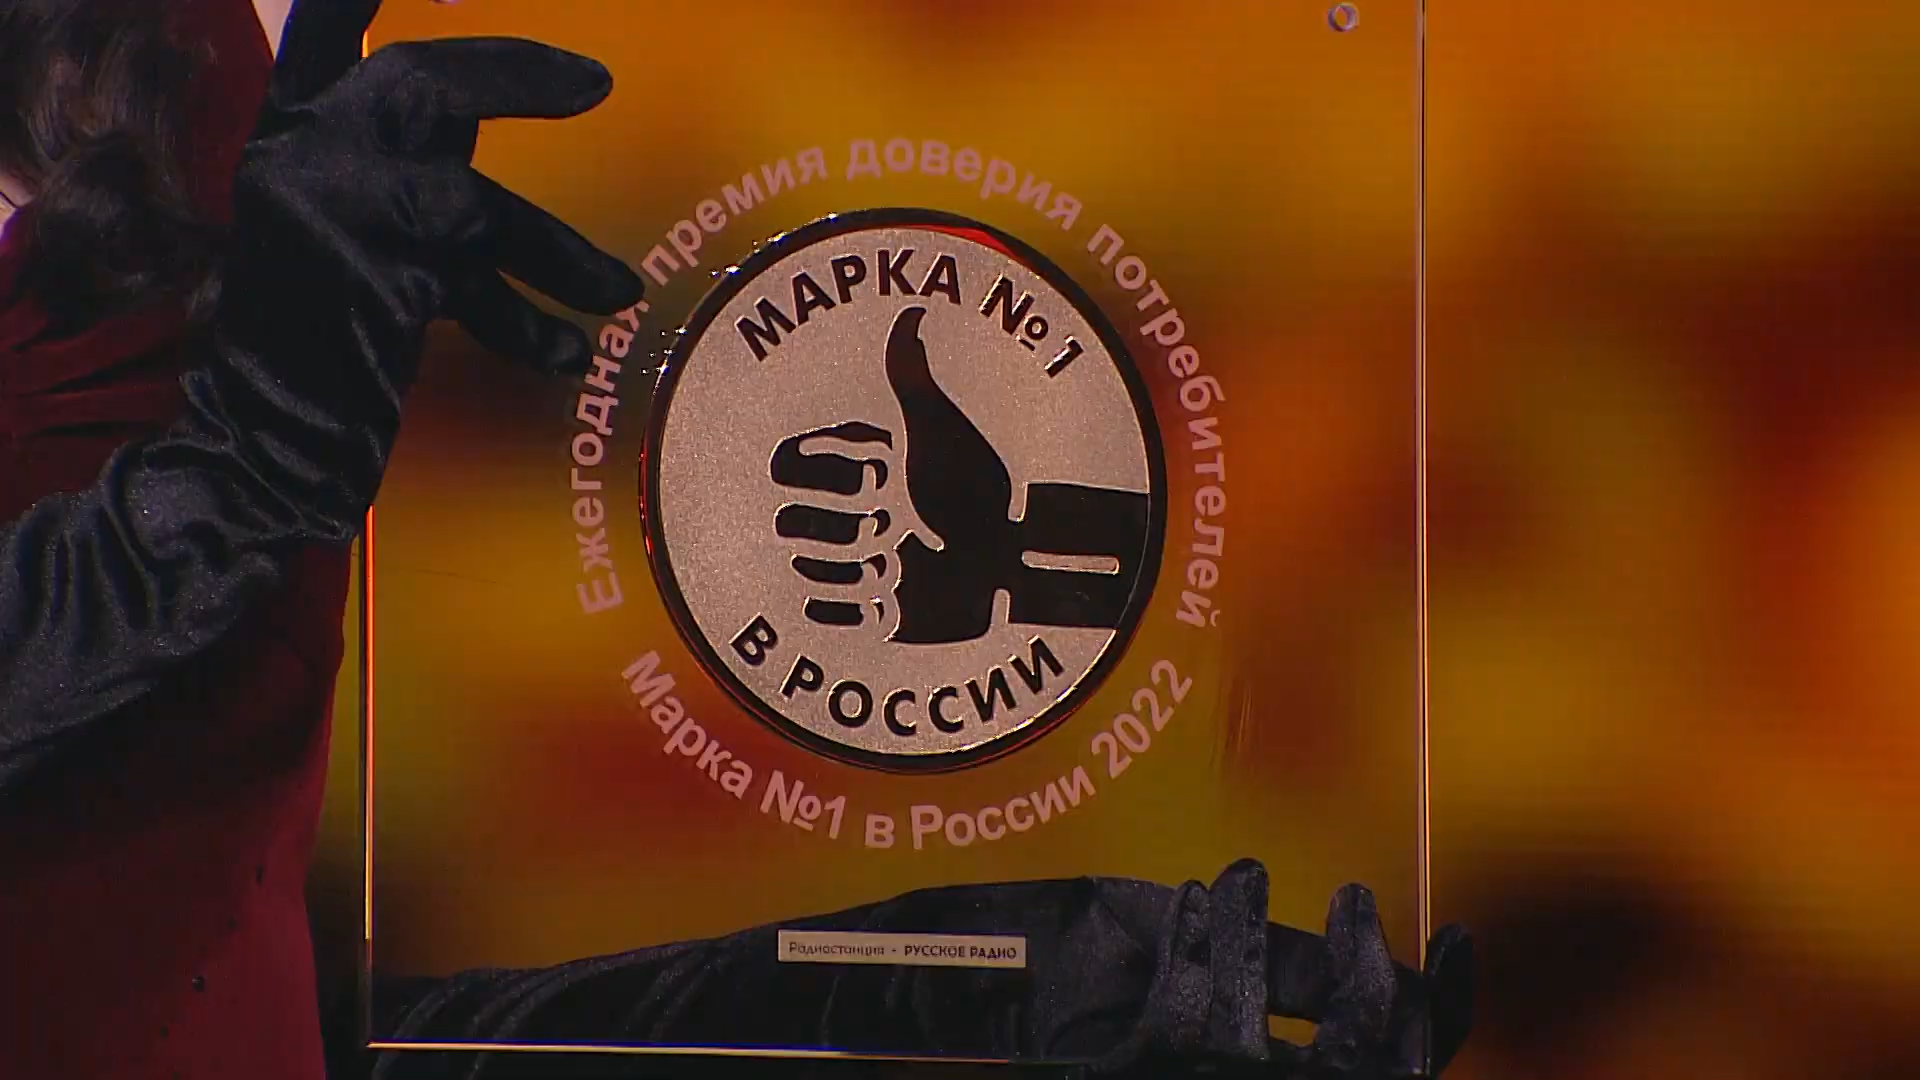 Ежегодная премия доверия потребителей
МАРКА №1
В РОССИИ
Марка №1 в России 2022
Радиостанция - РУССКОЕ РАДИО